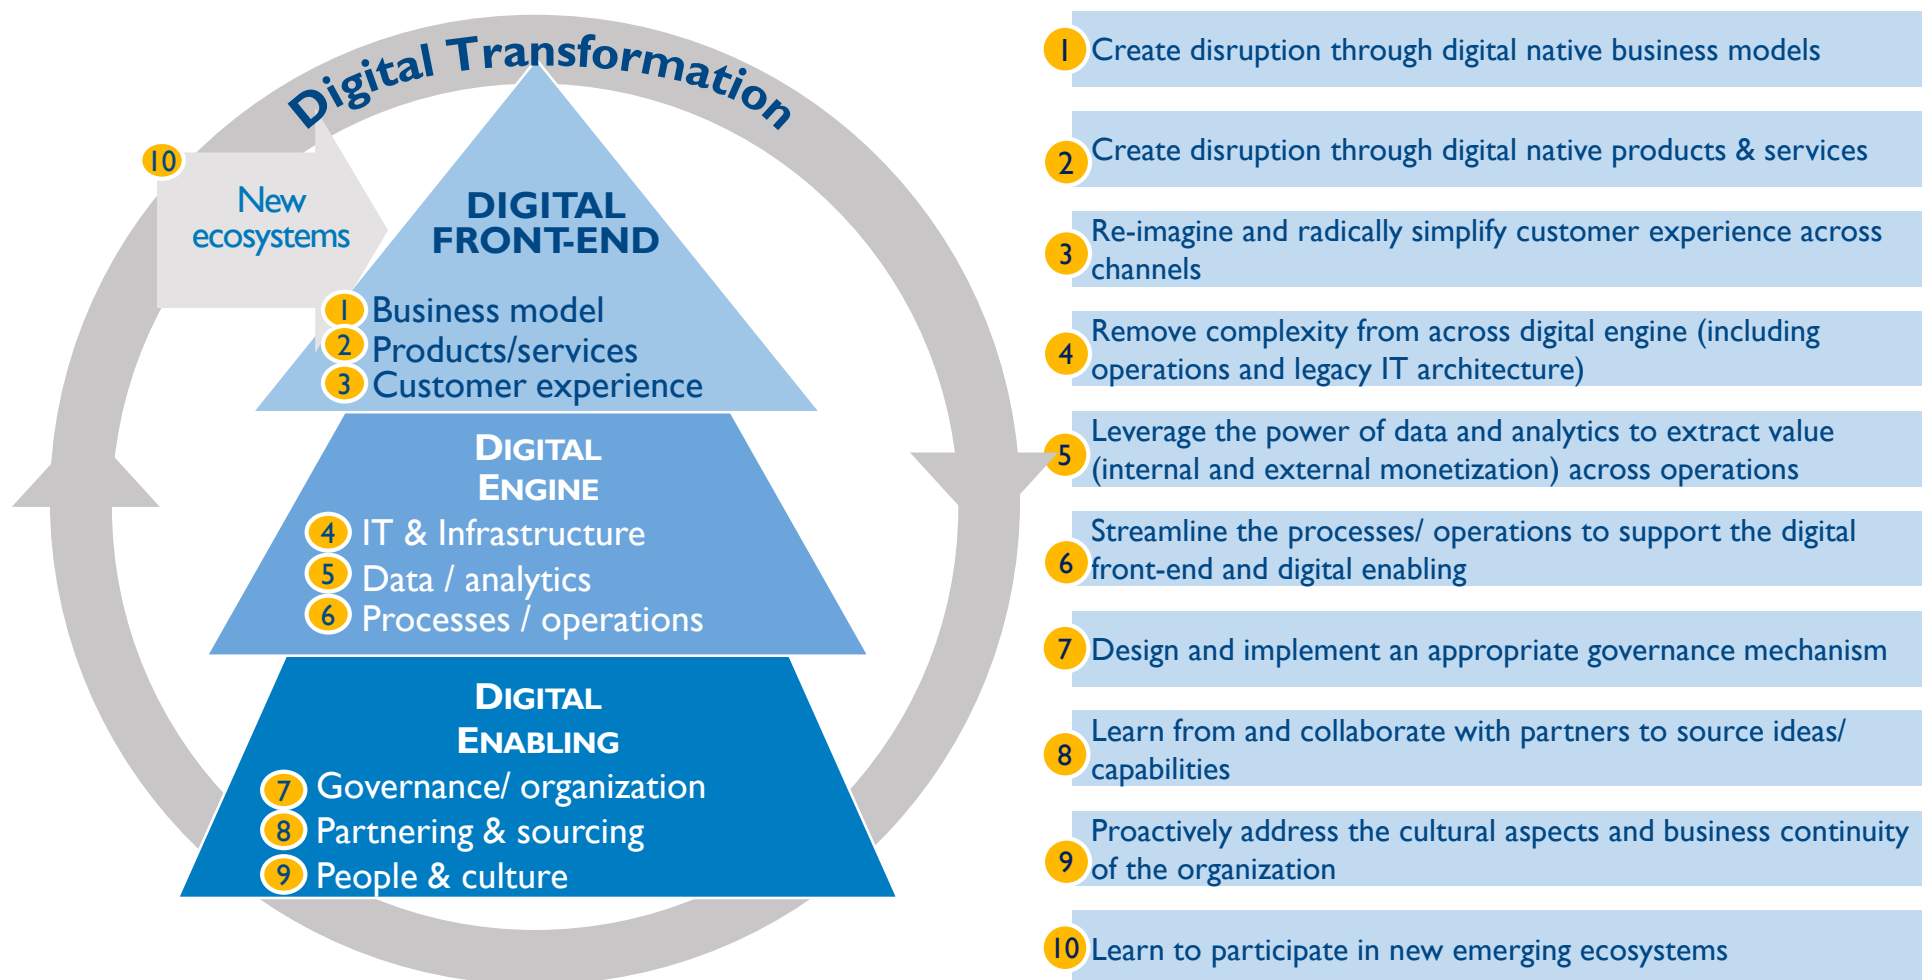 Digital Transformation
10
New
ecosystems
DIGITAL
FRONT-END
1 Business model
2 Products/services
3 Customer experience
DIGITAL
ENGINE
4 IT & Infrastructure
5 Data / analytics
6 Processes / operations
DIGITAL
ENABLING
7 Governance/ organization
8 Partnering & sourcing
9 People & culture
1 Create disruption through digital native business models
2 Create disruption through digital native products & services
3 Re-imagine and radically simplify customer experience across
channels
4 Remove complexity from across digital engine (including
operations and legacy IT architecture)
5 Leverage the power of data and analytics to extract value
(internal and external monetization) across operations
6 Streamline the processes/ operations to support the digital
front-end and digital enabling
7 Design and implement an appropriate governance mechanism
8 Learn from and collaborate with partners to source ideas/
capabilities
9 Proactively address the cultural aspects and business continuity
of the organization
10 Learn to participate in new emerging ecosystems